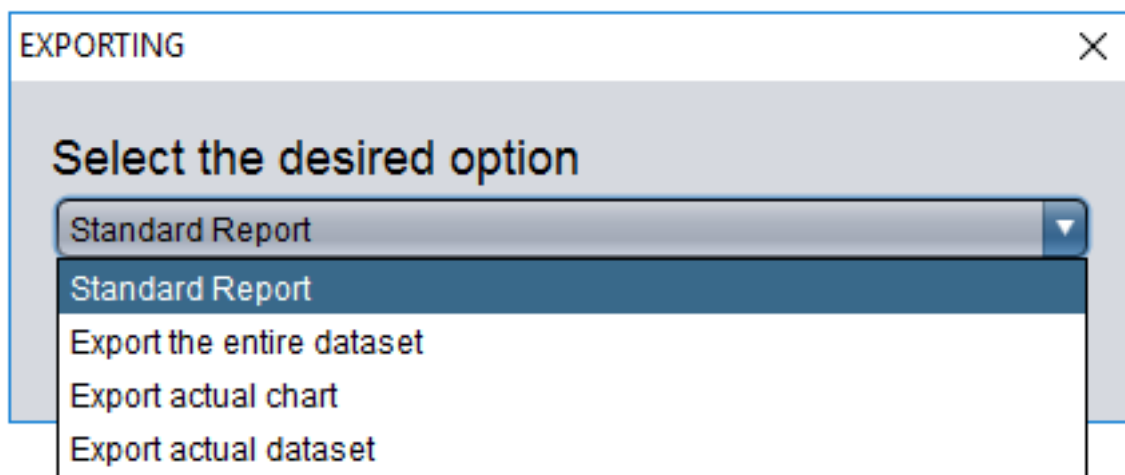 EXPORTING
Select the desired option
Standard Report
Standard Report
Export the entire dataset
Export actual chart
Export actual dataset